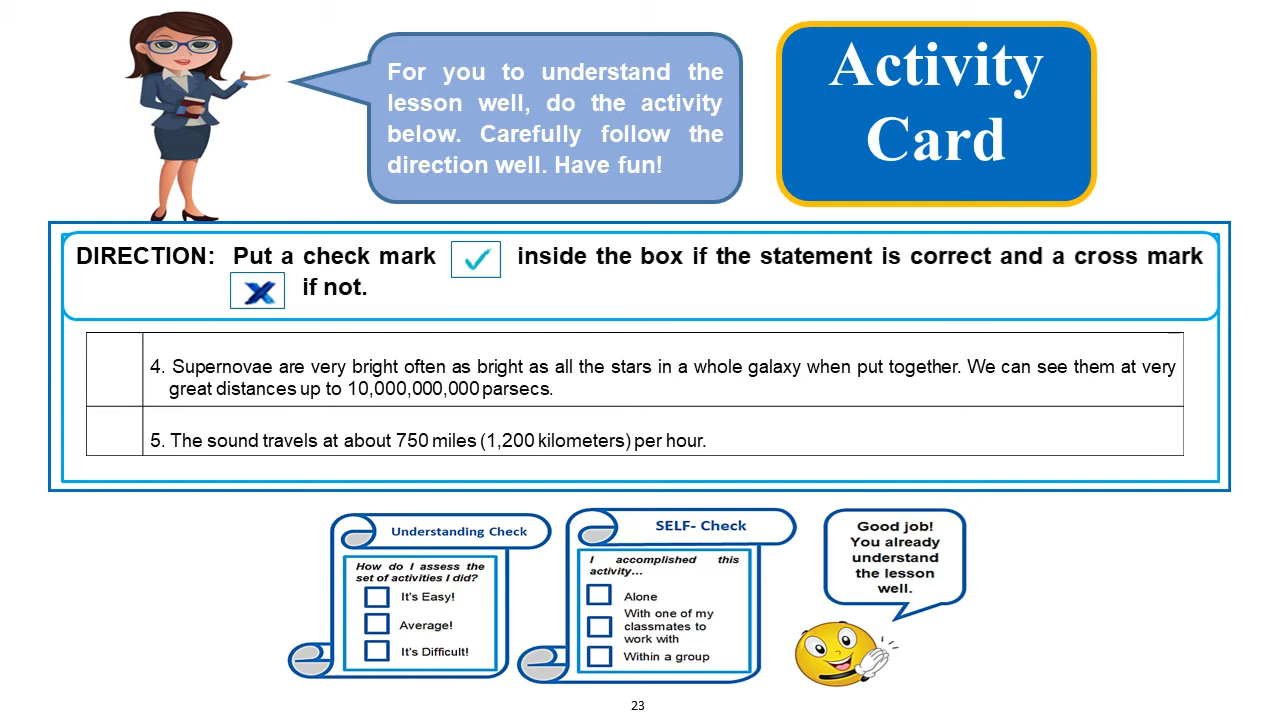 For you to understand the
lesson well, do the activity
below. Carefully follow the
direction well. Have fun!
Activity
Card
DIRECTION: Put a check mark inside the box if the statement is correct and a cross mark
if not.
4. Supernovae are very bright often as bright as all the stars in a whole galaxy when put together. We can see them at very
great distances up to 10,000,000,000 parsecs.
5. The sound travels at about 750 miles (1,200 kilometers) per hour.
Understanding Check
How do I assess the
set of activities I did?
It's Easy!
Average!
It's Difficult!
SELF- Check
I accomplished this
activity...
Alone
With one of my
classmates to
work with
Within a group
Good job!
You already
understand
the lesson
well.
23